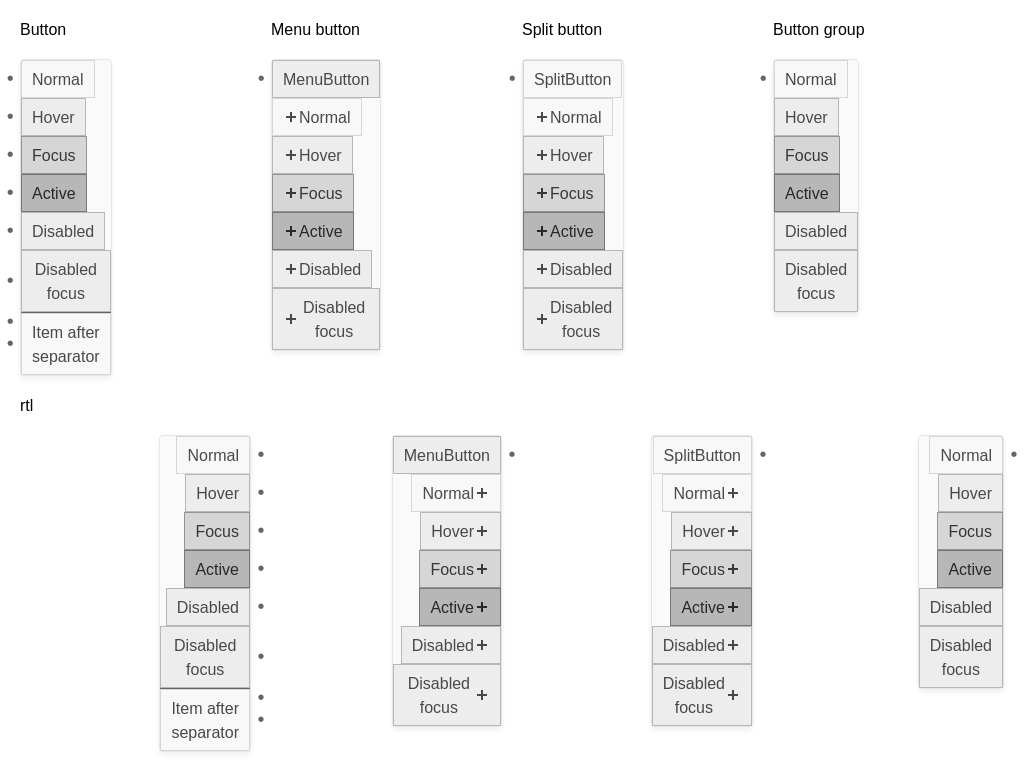 Button
Normal
Hover
Focus
Active
Disabled
Disabled
focus
Item after
separator
Menu button
MenuButton
Normal
Hover
Focus
Active
Disabled
Disabled
focus
Split button
SplitButton
Normal
Hover
Focus
Active
Disabled
Disabled
focus
Button group
Normal
Hover
Focus
Active
Disabled
Disabled
focus
rtl
Normal
Hover
Focus
Active
Disabled
Disabled
focus
Item after
separator
MenuButton
Normal
Hover
Focus
Active
Disabled
Disabled
focus
SplitButton
Normal
Hover
Focus
Active
Disabled
Disabled
focus
Normal
Hover
Focus
Active
Disabled
Disabled
focus